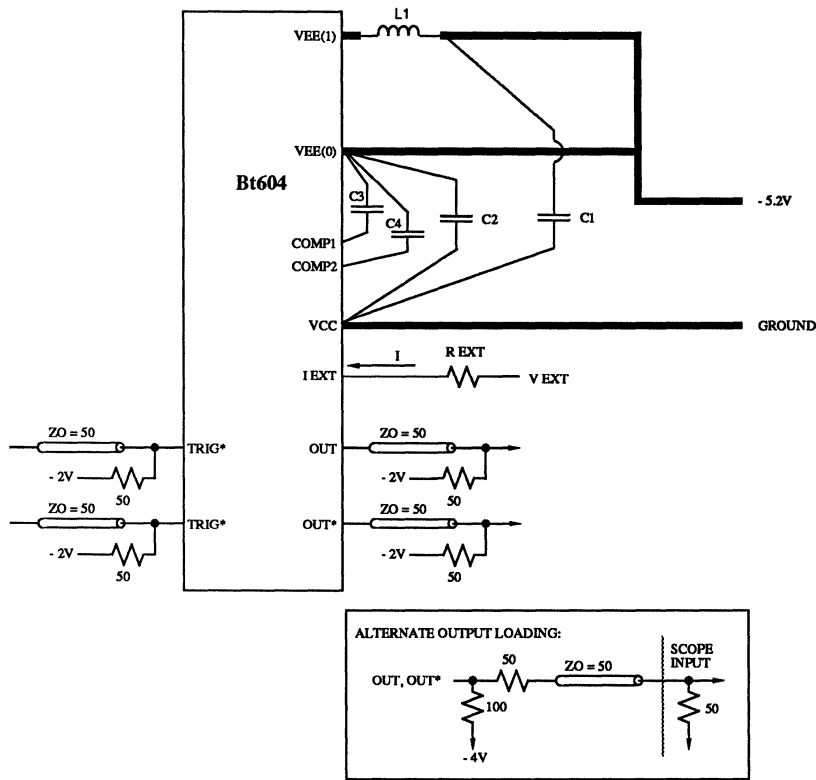 L1
VEE(1)
VEE(0)
Bt604
- 5.2V
C3
C4
C2
C1
COMP1
COMP2
VCC
GROUND
I
R EXT
I EXT
V EXT
ZO = 50
TRIG*
- 2V
50
ZO = 50
TRIG*
- 2V
50
OUT
ZO = 50
- 2V
50
OUT*
ZO = 50
- 2V
50
ALTERNATE OUTPUT LOADING:
SCOPE
INPUT
50
ZO = 50
OUT, OUT*
100
50
- 4V